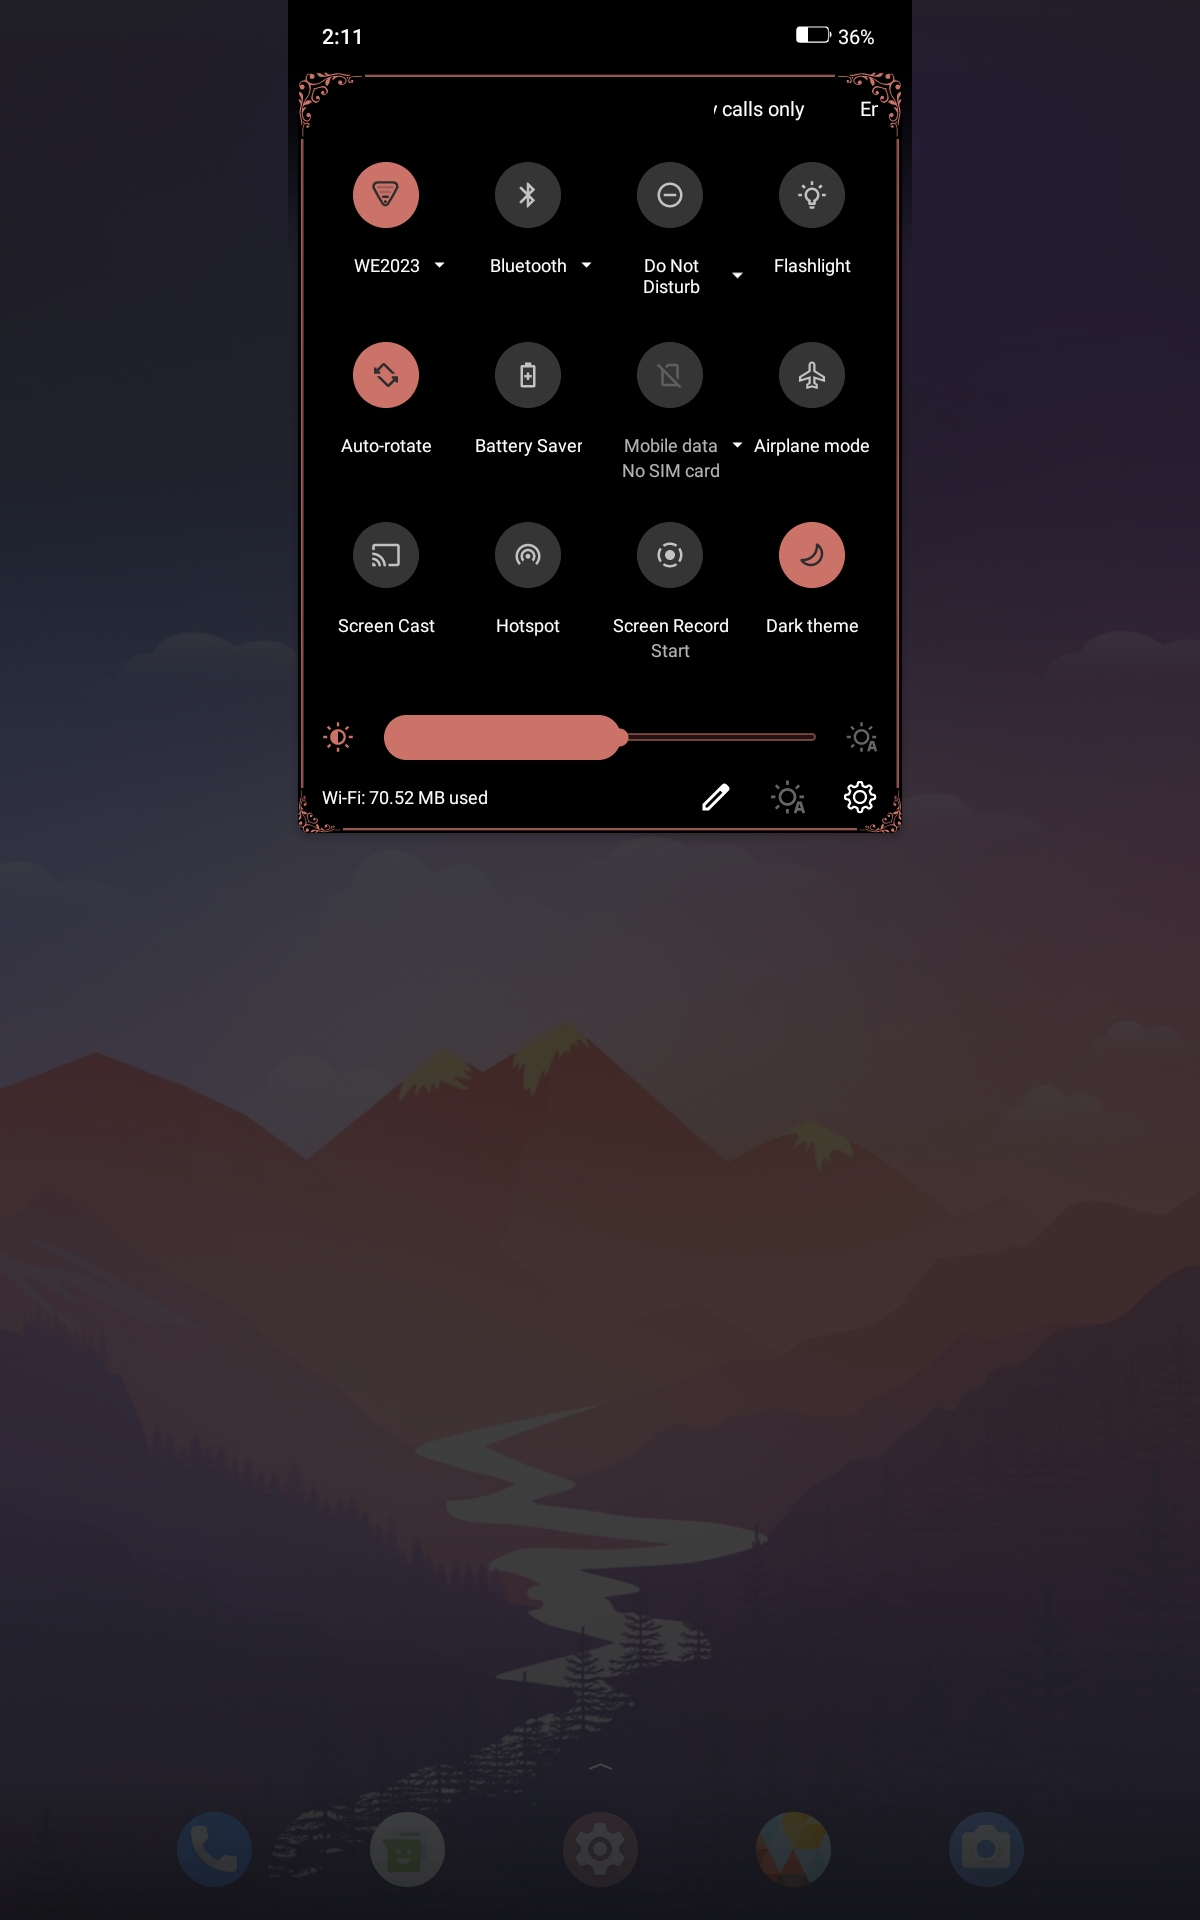 2:11 36%
calls only
WE2023 Bluetooth Do Not Disturb Flashlight
Auto-rotate Battery Saver Mobile data Airplane mode
No SIM card
Screen Cast Hotspot Screen Record Dark theme
Start
A
Wi-Fi: 70.52 MB used A